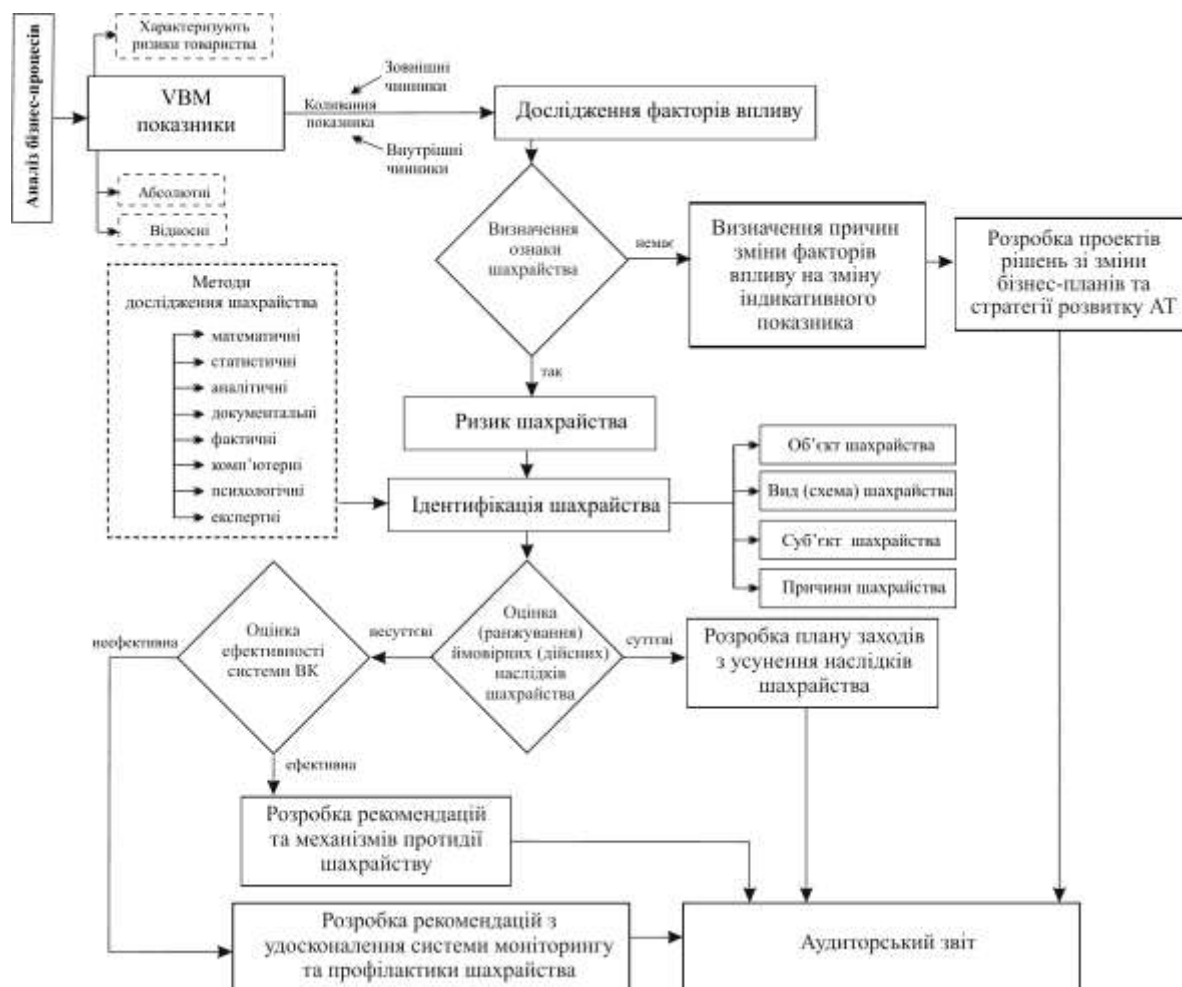 Аналіз бізнес-процесів
Характеризують
ризики товариства
VBM
показники
Абсолютні
Відносні
Зовнішні
чинники
Коливання
показника
Внутрішні
чинники
Дослідження факторів впливу
Визначення
ознаки
шахрайства
немає
Визначення причин
зміни факторів
впливу на зміну
індикативного
показника
Розробка проектів
рішень зі зміни
бізнес-планів та
стратегії розвитку АТ
Методи
дослідження шахрайства
математичні
статистичні
аналітичні
документальні
фактичні
комп’ютерні
психологічні
експертні
так
Ризик шахрайства
Ідентифікація шахрайства
Об’єкт шахрайства
Вид (схема) шахрайства
Суб’єкт шахрайства
Причини шахрайства
неефективна
Оцінка
ефективності
системи ВК
несуттєві
Оцінка
(ранжування)
ймовірних (дійсних)
наслідків
шахрайства
суттєві
Розробка плану заходів
з усунення наслідків
шахрайства
ефективна
Розробка рекомендацій
та механізмів протидії
шахрайству
Розробка рекомендацій з
удосконалення системи моніторингу
та профілактики шахрайства
Аудиторський звіт